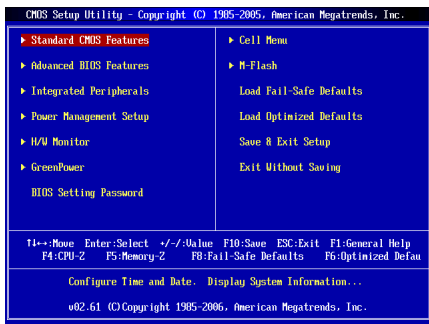 CMOS Setup Utility - Copyright (C) 1985-2005, American Megatrends, Inc.
▶ Standard CMOS Features
▶ Advanced BIOS Features
▶ Integrated Peripherals
▶ Power Management Setup
▶ H/W Monitor
▶ GreenPower
BIOS Setting Password
▶ Cell Menu
▶ M-Flash
Load Fail-Safe Defaults
Load Optimized Defaults
Save & Exit Setup
Exit Without Saving
↑↓←→:Move Enter:Select +/-/:Value F10:Save ESC:Exit F1:General Help
F4:CPU-Z F5:Memory-Z F8:Fail-Safe Defaults F6:Optimized Defau
Configure Time and Date. Display System Information...
v02.61 (C)Copyright 1985-2006, American Megatrends, Inc.